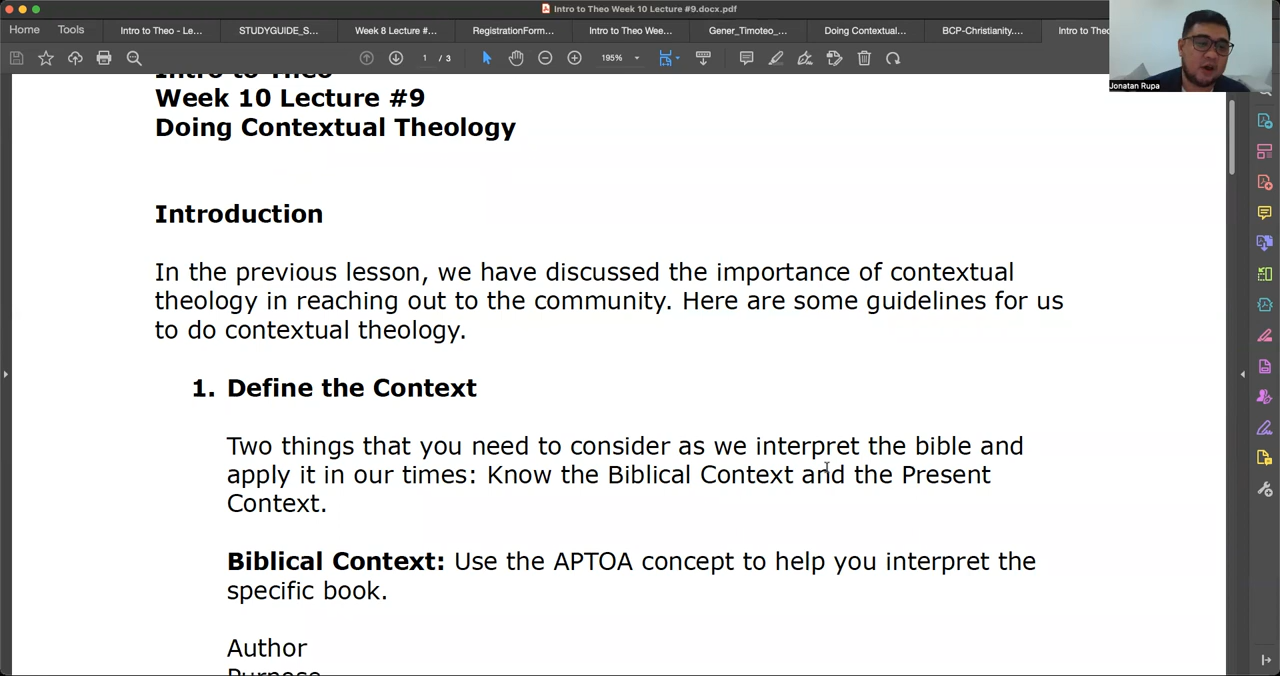 Intro to Theo Week 10 Lecture #9.docx.pdf
Home Tools Intro to Theo - Le... STUDYGUIDE_S... Week 8 Lecture #... RegistrationForm... Intro to Theo Wee... Gener_Timoteo_... Doing Contextual... BCP-Christianity.... Intro to Theo
1 / 3 195%
Jonatan Rupa
Intro to Theo
Week 10 Lecture #9
Doing Contextual Theology
Introduction
In the previous lesson, we have discussed the importance of contextual
theology in reaching out to the community. Here are some guidelines for us
to do contextual theology.
1. Define the Context
Two things that you need to consider as we interpret the bible and
apply it in our times: Know the Biblical Context and the Present
Context.
Biblical Context: Use the APTOA concept to help you interpret the
specific book.
Author
Purpose